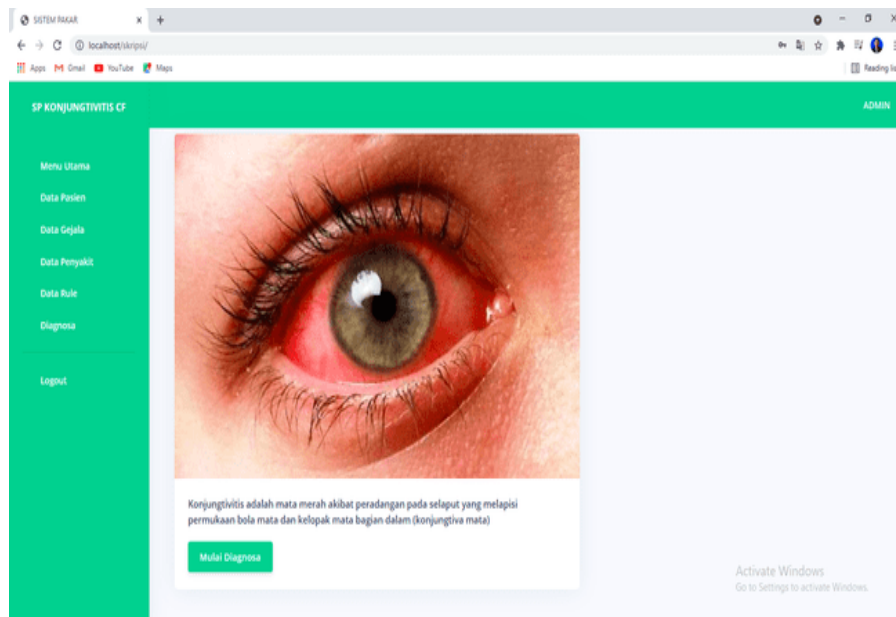 SISTEM PAKAR
localhost/skripsi/
Apps
Gmail
YouTube
Maps
Reading lis
SP KONJUNGTIVITIS CF
ADMIN
Menu Utama
Data Pasien
Data Gejala
Data Penyakit
Data Rule
Diagnosa
Logout
Konjungtivitis adalah mata merah akibat peradangan pada selaput yang melapisi
permukaan bola mata dan kelopak mata bagian dalam (konjungtiva mata)
Mulai Diagnosa
Activate Windows
Go to Settings to activate Windows.